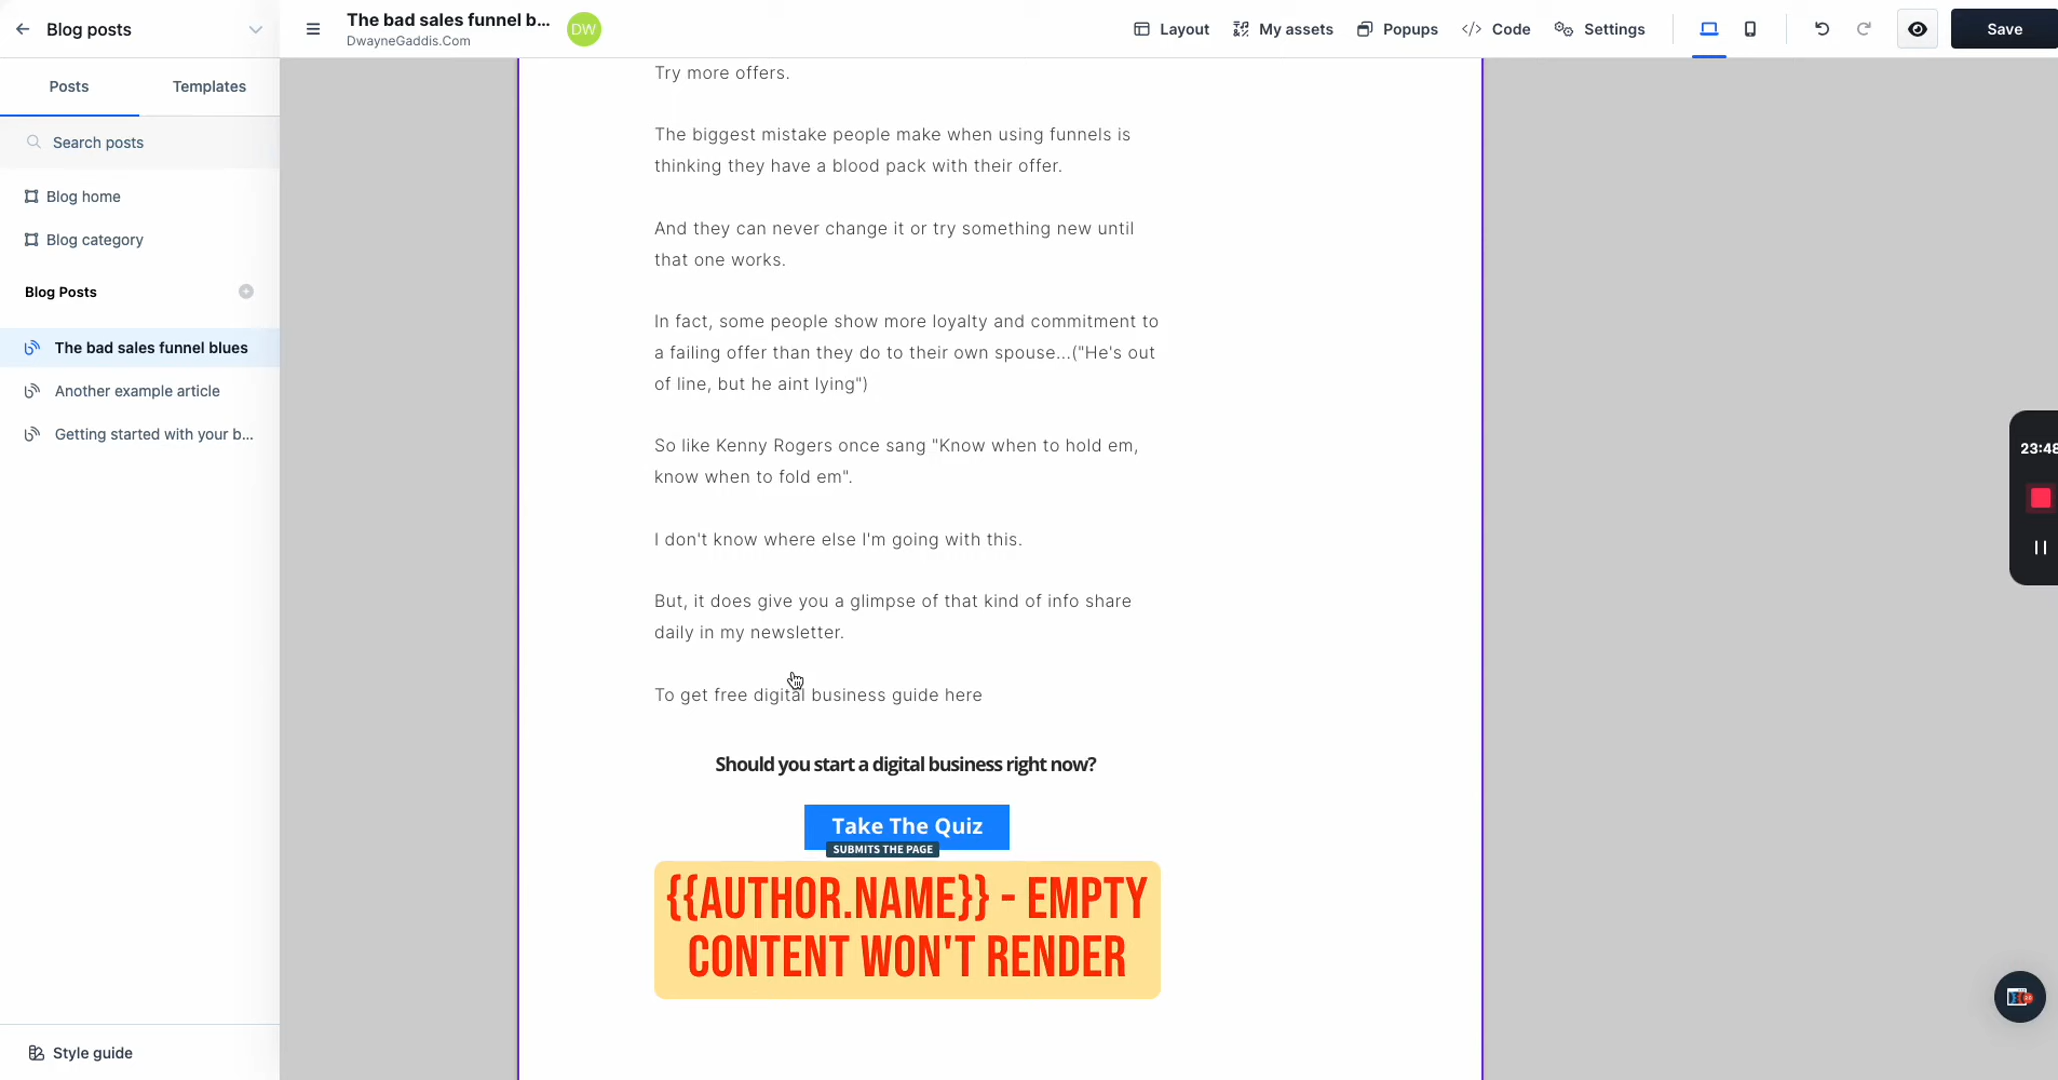 Blog posts
The bad sales funnel b...
DwayneGaddis.Com
DW
Layout
My assets
Popups
Code
Settings
Save
Posts
Templates
Search posts
Blog home
Blog category
Blog Posts
The bad sales funnel blues
Another example article
Getting started with your b...
Style guide
Try more offers.
The biggest mistake people make when using funnels is
thinking they have a blood pack with their offer.
And they can never change it or try something new until
that one works.
In fact, some people show more loyalty and commitment to
a failing offer than they do to their own spouse...("He's out
of line, but he aint lying")
So like Kenny Rogers once sang "Know when to hold em,
know when to fold em".
I don't know where else I'm going with this.
But, it does give you a glimpse of that kind of info share
daily in my newsletter.
To get free digital business guide here
Should you start a digital business right now?
Take The Quiz
SUBMITS THE PAGE
{{AUTHOR.NAME}} - EMPTY
CONTENT WON'T RENDER
23:48